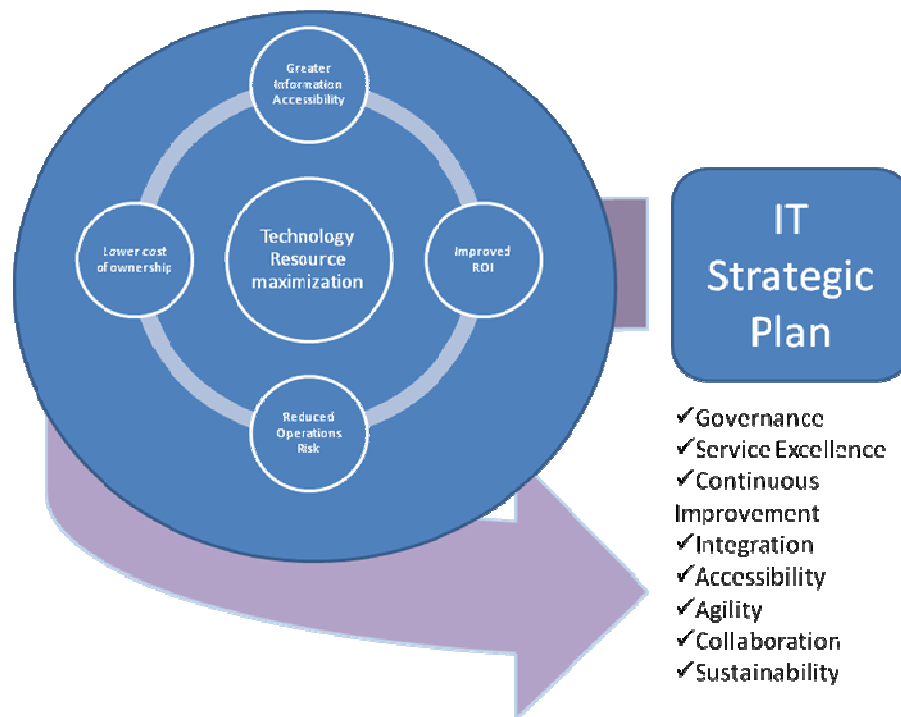 Greater
Information
Accessibility
Lower cost
of ownership
Technology
Resource
maximization
Improved
ROI
Reduced
Operations
Risk
IT
Strategic
Plan
✓Governance
✓Service Excellence
✓Continuous
Improvement
✓Integration
✓Accessibility
✓Agility
✓Collaboration
✓Sustainability